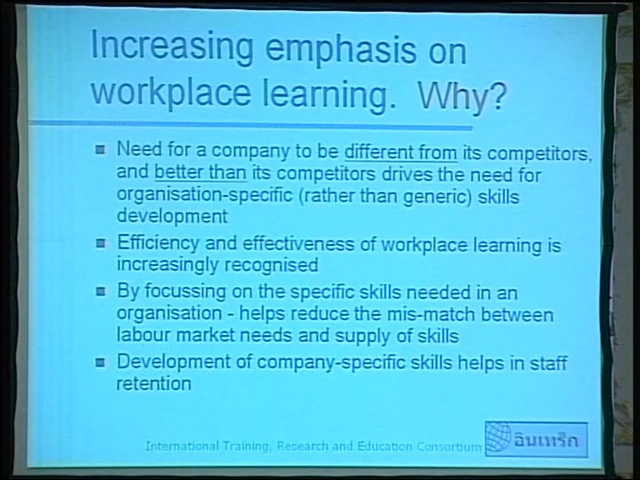 Increasing emphasis on
workplace learning. Why?
Need for a company to be different from its competitors,
and better than its competitors drives the need for
organisation-specific (rather than generic) skills
development
Efficiency and effectiveness of workplace learning is
increasingly recognised
By focussing on the specific skills needed in an
organisation - helps reduce the mis-match between
labour market needs and supply of skills
Development of company-specific skills helps in staff
retention
International Training, Research and Education Consortium
อินเทร็ก